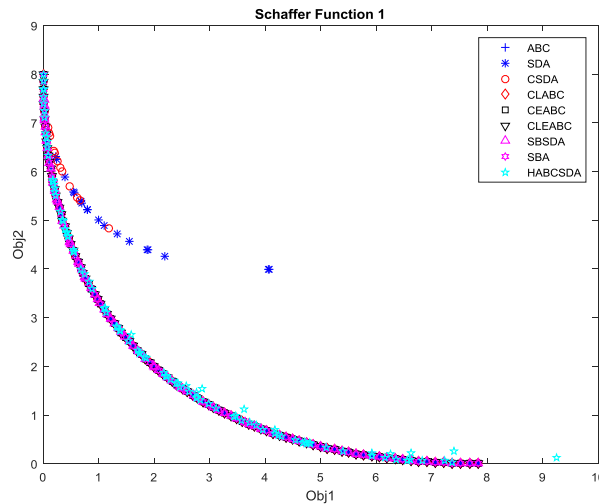 Schaffer Function 1
9
8
7
6
5
4
3
2
1
0
Obj2
0 1 2 3 4 5 6 7 8 9 10
Obj1
ABC
SDA
CSDA
CLABC
CEABC
CLEABC
SBSDA
SBA
HABCSDA